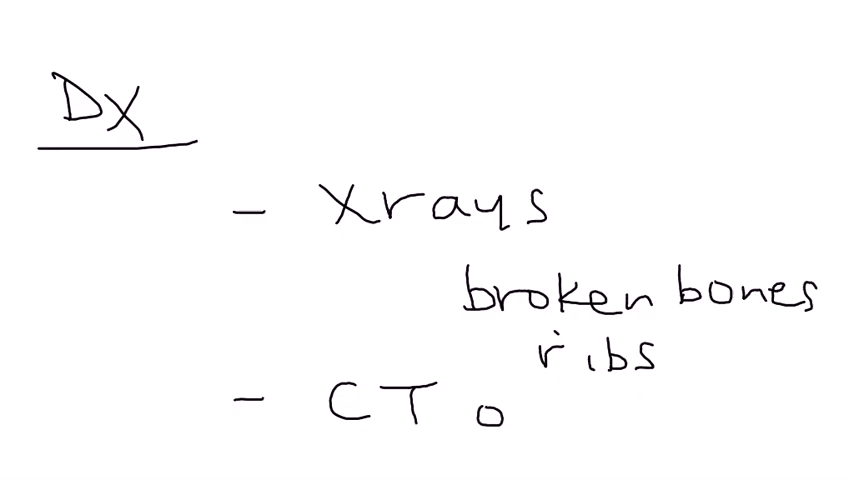 Dx
- Xrays
broken bones
ribs
- CT o